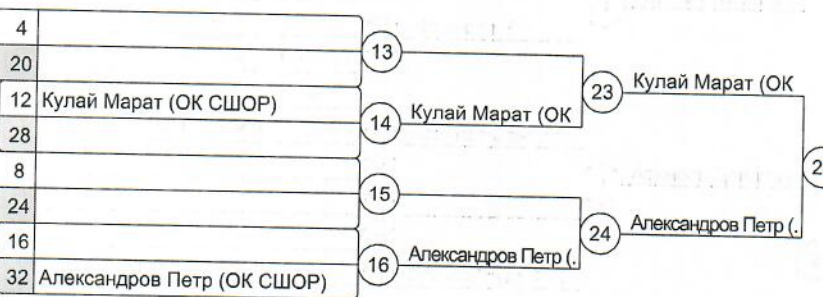 4
20
13
12 Кулай Марат (ОК СШОР)
28
14 Кулай Марат (ОК
23 Кулай Марат (ОК
8
24
15
16
32 Александров Петр (ОК СШОР)
16 Александров Петр (.
24 Александров Петр (.